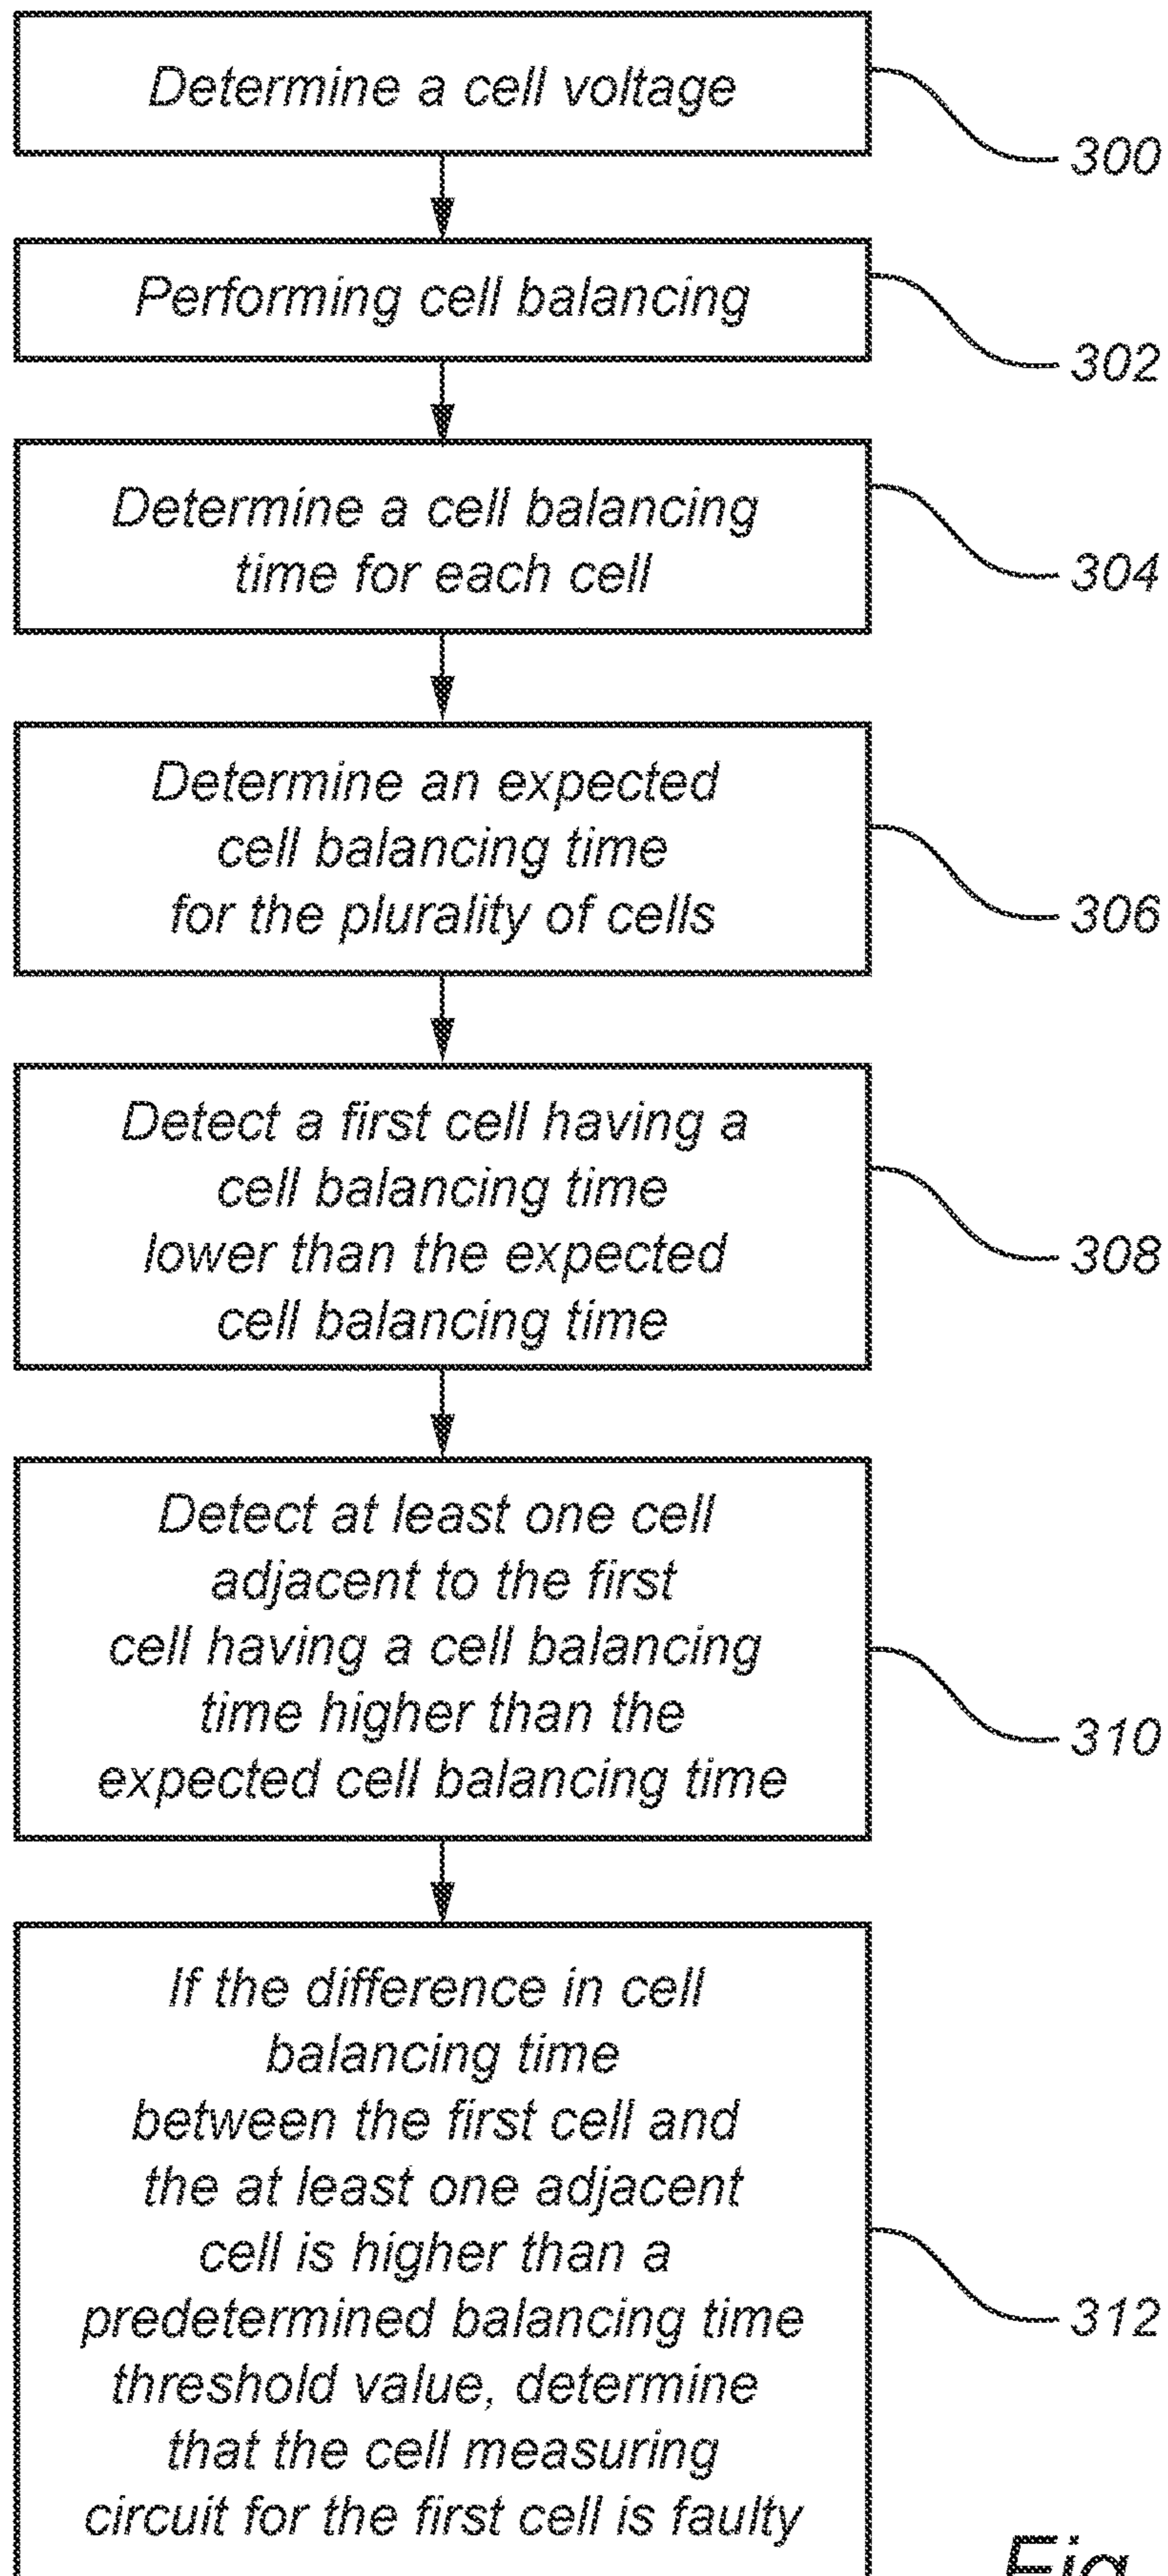 Determine a cell voltage
300
Performing cell balancing
302
Determine a cell balancing
time for each cell
304
Determine an expected
cell balancing time
for the plurality of cells
306
Detect a first cell having a
cell balancing time
lower than the expected
cell balancing time
308
Detect at least one cell
adjacent to the first
cell having a cell balancing
time higher than the
expected cell balancing time
310
If the difference in cell
balancing time
between the first cell and
the at least one adjacent
cell is higher than a
predetermined balancing time
threshold value, determine
that the cell measuring
circuit for the first cell is faulty
312
Fig